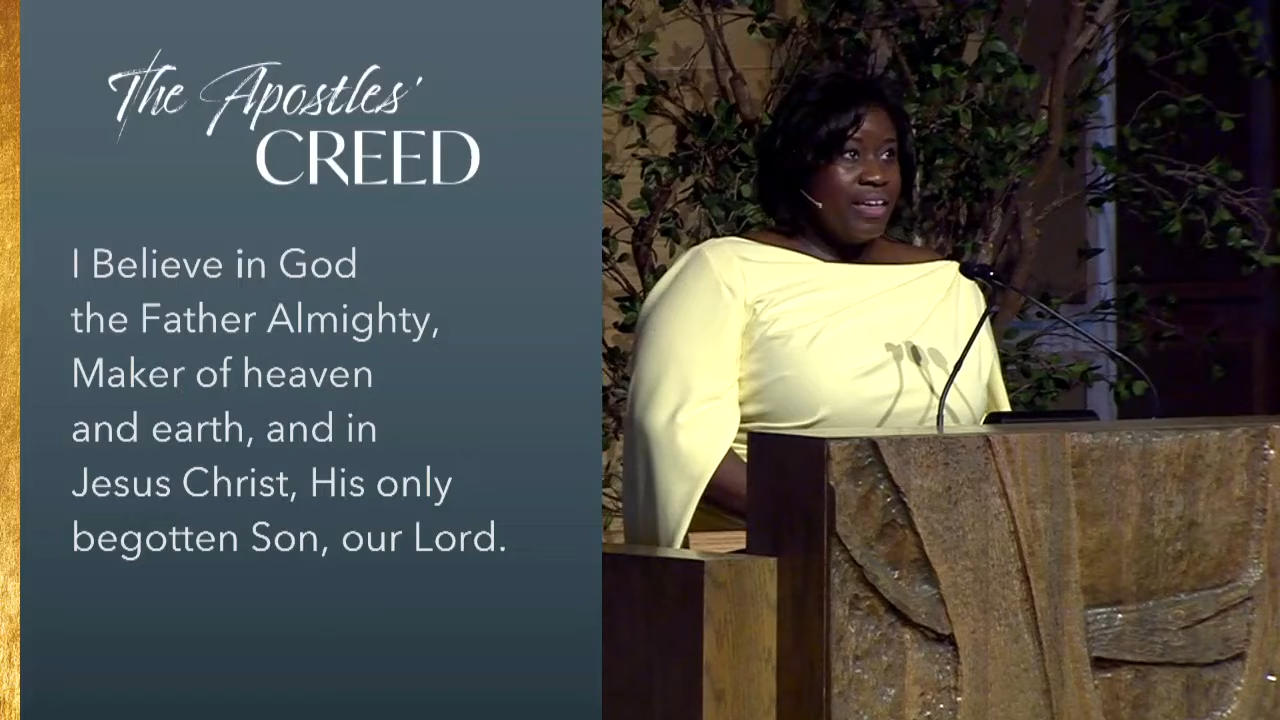 The Apostles'
CREED
I Believe in God
the Father Almighty,
Maker of heaven
and earth, and in
Jesus Christ, His only
begotten Son, our Lord.